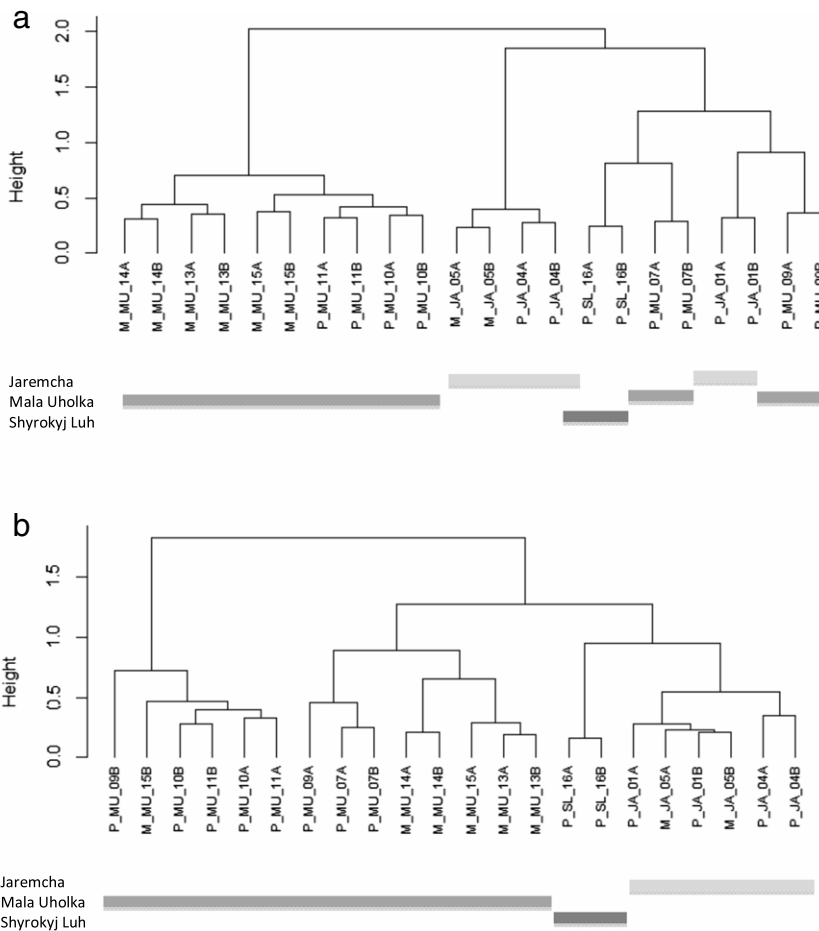 a
2.0
1.5
1.0
0.5
0.0
Height
M_MU_14A
M_MU_14B
M_MU_13A
M_MU_13B
M_MU_15A
M_MU_15B
P_MU_11A
P_MU_11B
P_MU_10A
P_MU_10B
M_JA_05A
M_JA_05B
P_JA_04A
P_JA_04B
P_SL_16A
P_SL_16B
P_MU_07A
P_MU_07B
P_JA_01A
P_JA_01B
P_MU_09A
Jaremcha
Mala Uholka
Shyrokyj Luh
b
1.5
1.0
0.5
0.0
Height
P_MU_09B
M_MU_15B
P_MU_10B
P_MU_11B
P_MU_10A
P_MU_11A
P_MU_09A
P_MU_07A
P_MU_07B
M_MU_14A
M_MU_14B
M_MU_15A
M_MU_13A
M_MU_13B
P_SL_16A
P_SL_16B
P_JA_01A
M_JA_05A
P_JA_01B
M_JA_05B
P_JA_04A
P_JA_04B
Jaremcha
Mala Uholka
Shyrokyj Luh